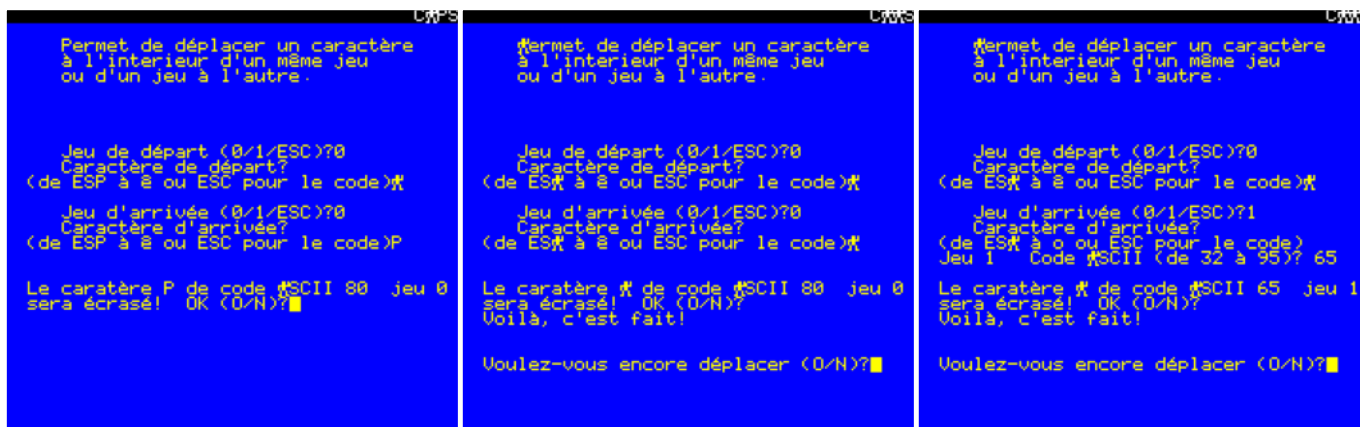 CPS
Permet de déplacer un caractère
à l'interieur d'un même jeu
ou d'un jeu à l'autre.
Jeu de départ (0/1/ESC)?0
Caractère de départ?
(de ESP à © ou ESC pour le code)
Jeu d'arrivée (0/1/ESC)?0
Caractère d'arrivée?
(de ESP à © ou ESC pour le code)P
Le caratère P de code SCII 80 jeu 0
sera écrasé! OK (O/N)?
CS
ermet de déplacer un caractère
à l'interieur d'un même jeu
ou d'un jeu à l'autre.
Jeu de départ (0/1/ESC)?0
Caractère de départ?
(de ES à © ou ESC pour le code)
Jeu d'arrivée (0/1/ESC)?0
Caractère d'arrivée?
(de ES à © ou ESC pour le code)
Le caratère de code SCII 80 jeu 0
sera écrasé! OK (O/N)?
Voilà, c'est fait!
Voulez-vous encore déplacer (O/N)?
C
ermet de déplacer un caractère
à l'interieur d'un même jeu
ou d'un jeu à l'autre.
Jeu de départ (0/1/ESC)?0
Caractère de départ?
(de ES à © ou ESC pour le code)
Jeu d'arrivée (0/1/ESC)?1
Caractère d'arrivée?
(de ES à o ou ESC pour le code)
Jeu 1 Code SCII (de 32 à 95)? 65
Le caratère de code SCII 65 jeu 1
sera écrasé! OK (O/N)?
Voilà, c'est fait!
Voulez-vous encore déplacer (O/N)?